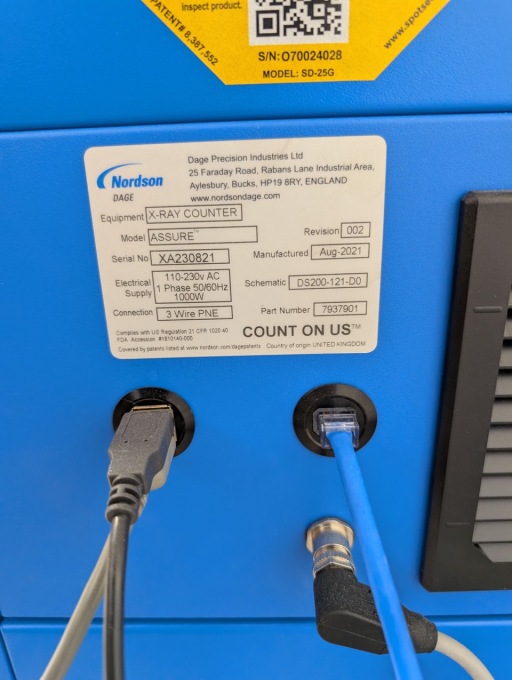 inspect product.
PATENT# 8,387,552
S/N: O70024028
MODEL: SD-25G
Nordson
DAGE
Dage Precision Industries Ltd
25 Faraday Road, Rabans Lane Industrial Area,
Aylesbury, Bucks, HP19 8RY, ENGLAND
www.nordsondage.com
Equipment X-RAY COUNTER
Model ASSURE™ Revision 002
Serial No XA230821 Manufactured Aug-2021
Electrical Supply 110-230v AC
1 Phase 50/60Hz
1000W
Schematic DS200-121-D0
Connection 3 Wire PNE Part Number 7937901
Complies with US Regulation 21 CFR 1020.40
FDA Accession #1810140-000
COUNT ON US™
Covered by patents listed at www.nordson.com/dagepatents Country of origin UNITED KINGDOM